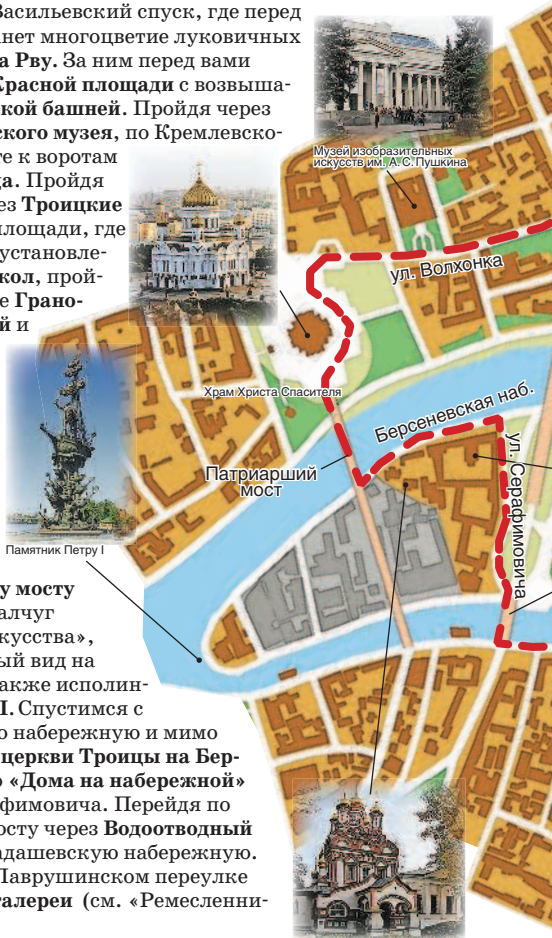 Васильевский спуск, где перед
анет многоцветие луковичных
а Рву. За ним перед вами
Красной площади с возвыша-
кой башней. Пройдя через
ского музея, по Кремлевско-
те к воротам
да. Пройдя
ез Троицкие
площади, где
установле-
кол, прой-
е Грано-
й и
Музей изобразительных
искусств им. А. С. Пушкина
ул. Волхонка
Храм Христа Спасителя
Берсеневская наб.
ул. Серафимовича
Патриарший
мост
Памятник Петру I
у мосту
алчуг
кусства»,
ый вид на
акже исполин-
I. Спустимся с
ю набережную и мимо
церкви Троицы на Бер-
о «Дома на набережной»
фимовича. Перейдя по
осту через Водоотводный
адашевскую набережную.
Лаврушинском переулке
галереи (см. «Ремесленни-